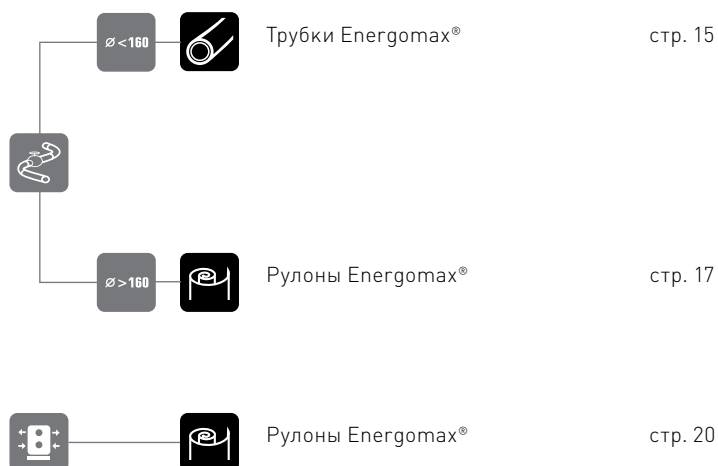 ø<160
Трубки Energomax® стр. 15
ø>160
Рулоны Energomax® стр. 17
Рулоны Energomax® стр. 20